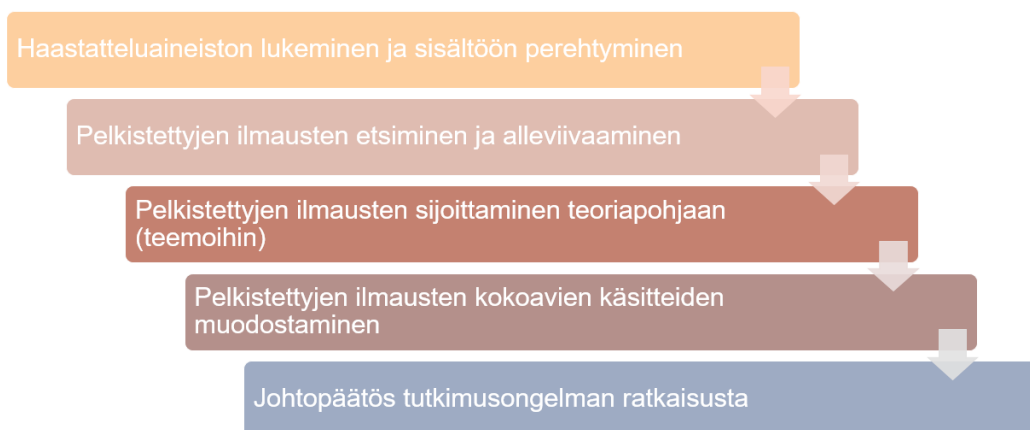 Haastatteluaineiston lukeminen ja sisältöön perehtyminen
Pelkistettyjen ilmausten etsiminen ja alleviivaaminen
Pelkistettyjen ilmausten sijoittaminen teoriapohjaan
(teemoihin)
Pelkistettyjen ilmausten kokoavien käsitteiden
muodostaminen
Johtopäätös tutkimusongelman ratkaisusta